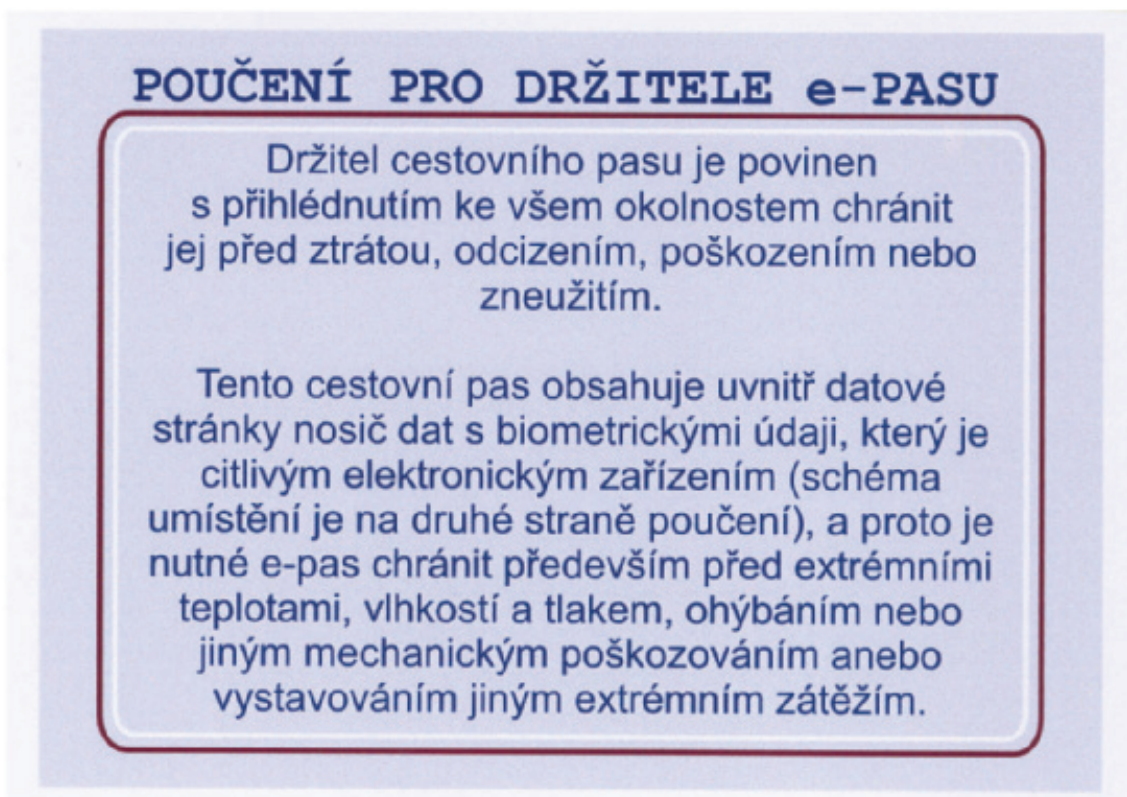 POUČENÍ PRO DRŽITELE e-PASU
Držitel cestovního pasu je povinen
s přihlédnutím ke všem okolnostem chránit
jej před ztrátou, odcizením, poškozením nebo
zneužitím.
Tento cestovní pas obsahuje uvnitř datové
stránky nosič dat s biometrickými údaji, který je
citlivým elektronickým zařízením (schéma
umístění je na druhé straně poučení), a proto je
nutné e-pas chránit především před extrémními
teplotami, vlhkostí a tlakem, ohýbáním nebo
jiným mechanickým poškozováním anebo
vystavováním jiným extrémním zátěžím.